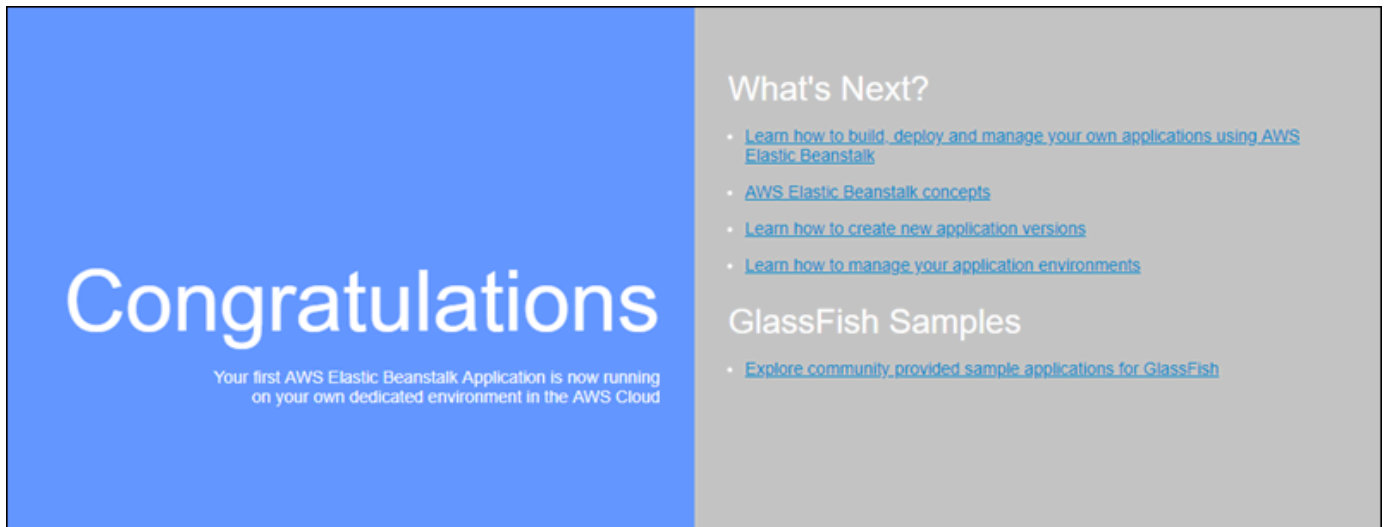 Congratulations
Your first AWS Elastic Beanstalk Application is now running
on your own dedicated environment in the AWS Cloud
What's Next?
Learn how to build, deploy and manage your own applications using AWS
Elastic Beanstalk
AWS Elastic Beanstalk concepts
Learn how to create new application versions
Learn how to manage your application environments
GlassFish Samples
Explore community provided sample applications for GlassFish